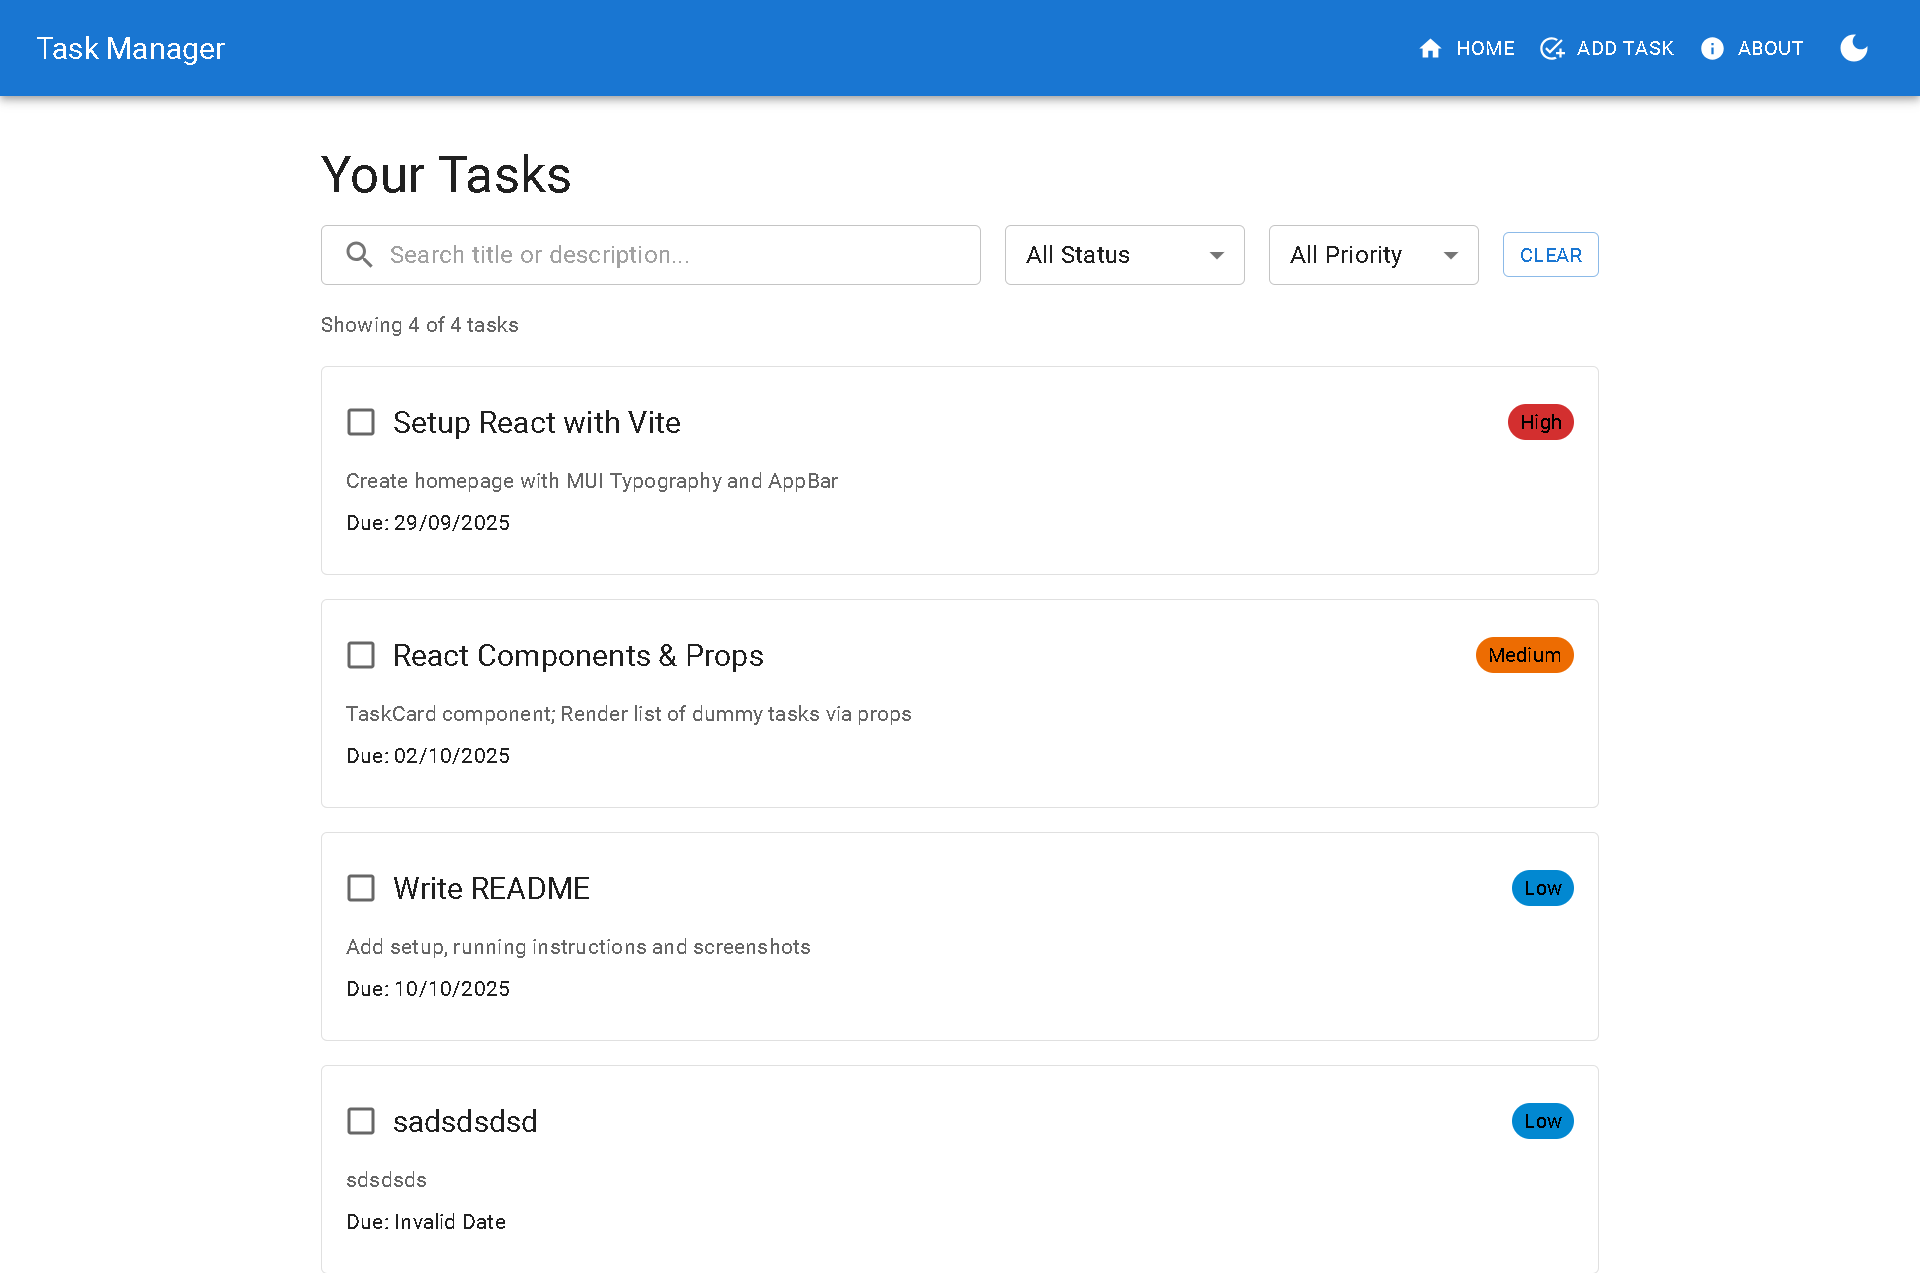 Task Manager
HOME
ADD TASK
ABOUT
Your Tasks
Search title or description...
All Status
All Priority
CLEAR
Showing 4 of 4 tasks
Setup React with Vite
High
Create homepage with MUI Typography and AppBar
Due: 29/09/2025
React Components & Props
Medium
TaskCard component; Render list of dummy tasks via props
Due: 02/10/2025
Write README
Low
Add setup, running instructions and screenshots
Due: 10/10/2025
sadsdsdsd
Low
sdsdsds
Due: Invalid Date